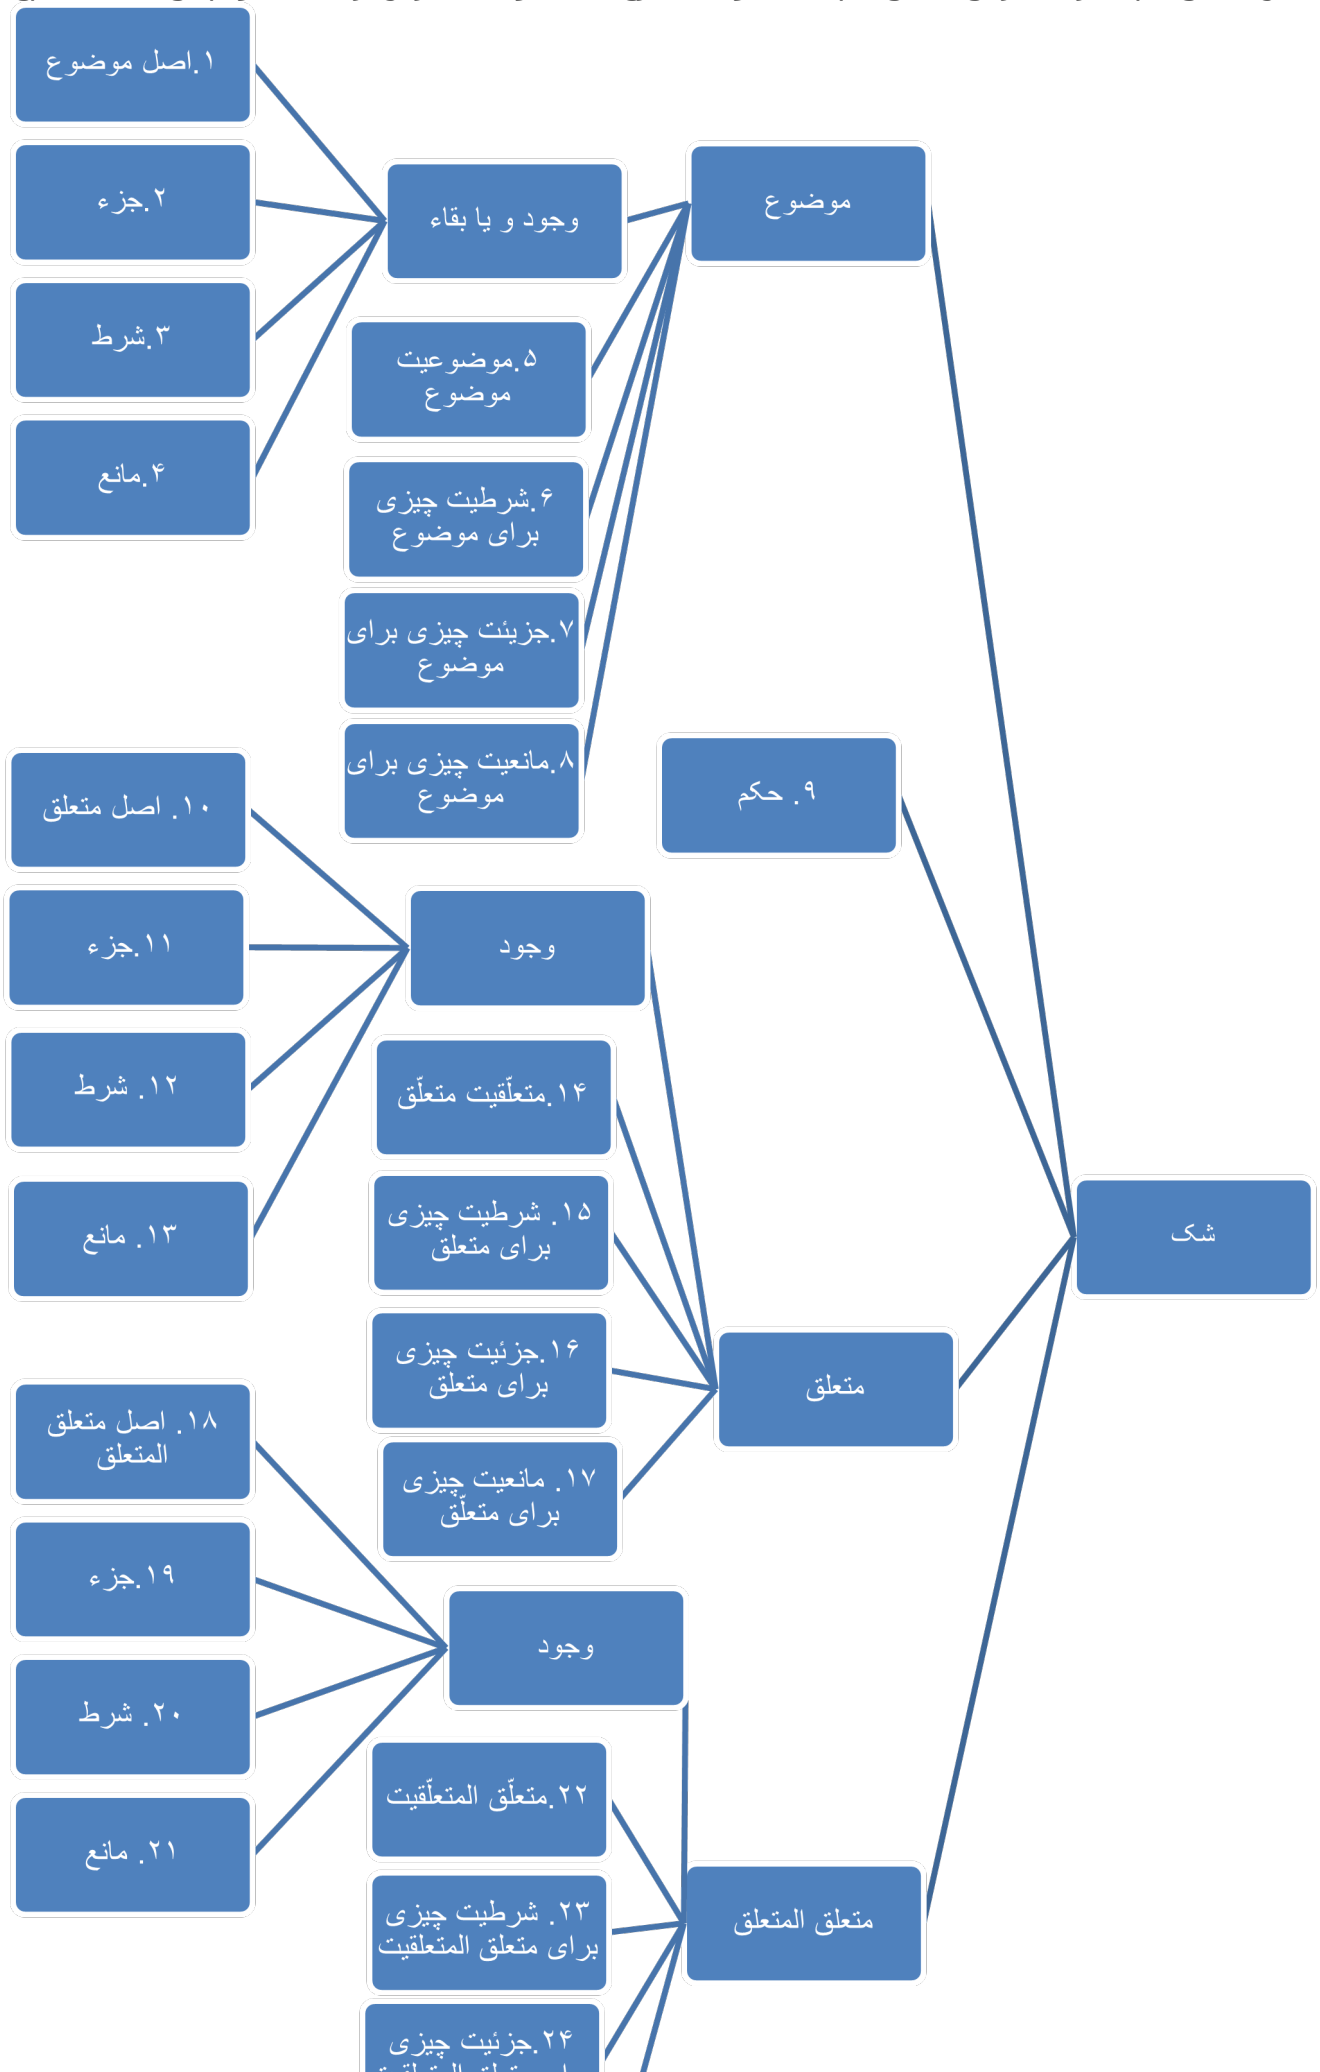 شک
موضوع
وجود و یا بقاء
۱.اصل موضوع
۲.جزء
۳.شرط
۴.مانع
۵.موضوعیت
موضوع
۶.شرطیت چیزی
برای موضوع
۷.جزیئت چیزی برای
موضوع
۸.مانعیت چیزی برای
موضوع
۹. حکم
متعلق
وجود
۱۰. اصل متعلق
۱۱.جزء
۱۲. شرط
۱۳. مانع
۱۴.متعلّقیت متعلّق
۱۵. شرطیت چیزی
برای متعلق
۱۶.جزئیت چیزی
برای متعلق
۱۷. مانعیت چیزی
برای متعلّق
متعلق المتعلق
وجود
۱۸. اصل متعلق
المتعلق
۱۹.جزء
۲۰. شرط
۲۱. مانع
۲۲.متعلّق المتعلّقیت
۲۳. شرطیت چیزی
برای متعلق المتعلقیت
۲۴.جزئیت چیزی